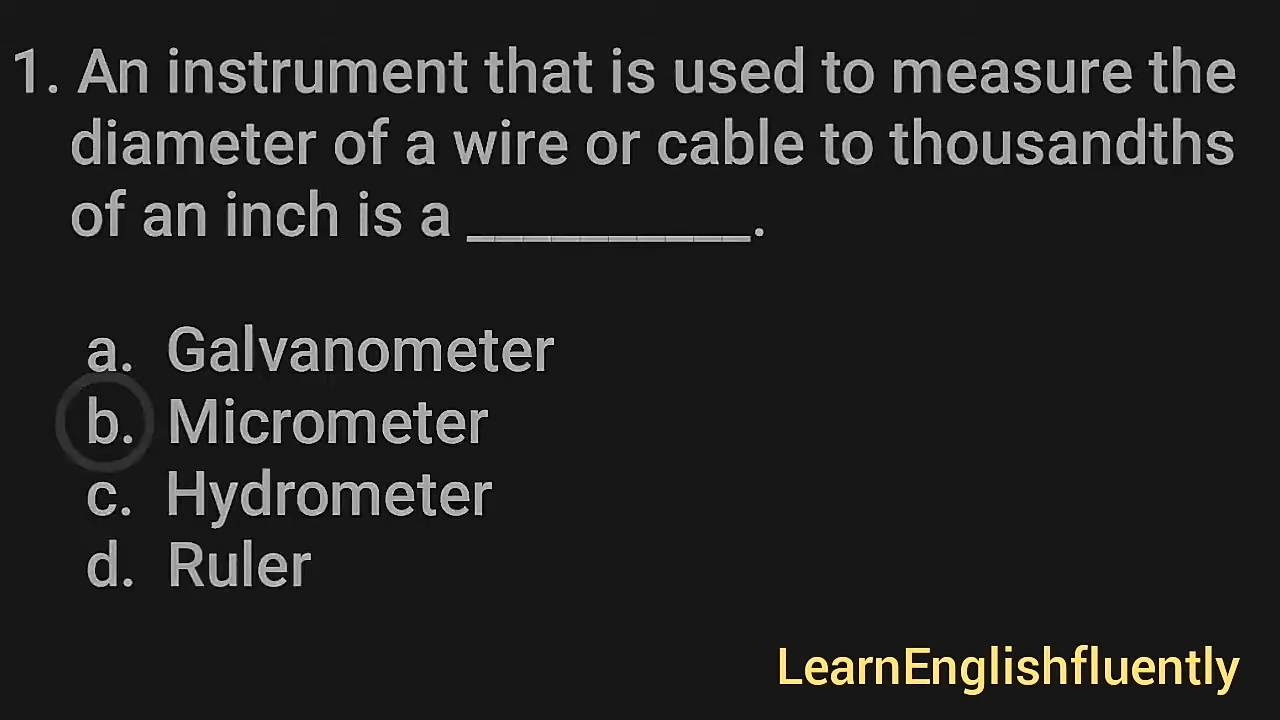 1. An instrument that is used to measure the
diameter of a wire or cable to thousandths
of an inch is a __________.
a. Galvanometer
b. Micrometer
c. Hydrometer
d. Ruler
LearnEnglishfluently